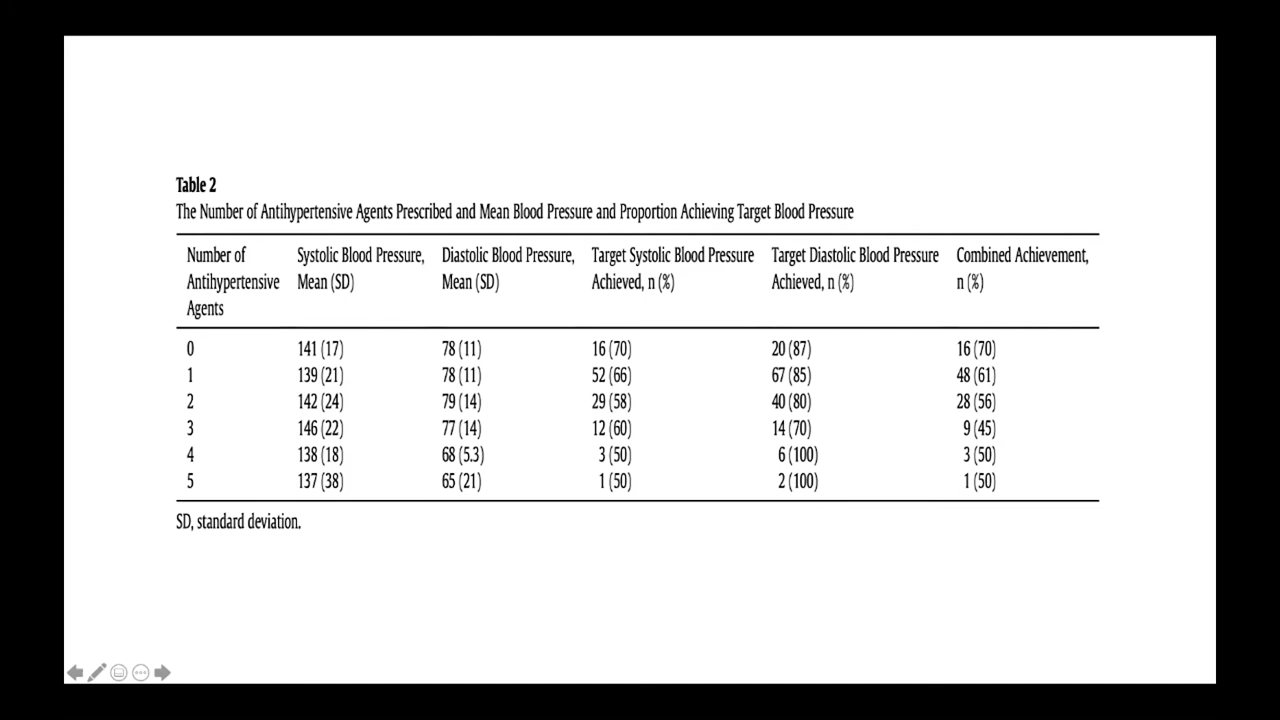 Table 2
The Number of Antihypertensive Agents Prescribed and Mean Blood Pressure and Proportion Achieving Target Blood Pressure
Number of Systolic Blood Pressure, Diastolic Blood Pressure, Target Systolic Blood Pressure Target Diastolic Blood Pressure Combined Achievement,
Antihypertensive Mean (SD) Mean (SD) Achieved, n (%) Achieved, n (%) n (%)
Agents
0 141 (17) 78 (11) 16 (70) 20 (87) 16 (70)
1 139 (21) 78 (11) 52 (66) 67 (85) 48 (61)
2 142 (24) 79 (14) 29 (58) 40 (80) 28 (56)
3 146 (22) 77 (14) 12 (60) 14 (70) 9 (45)
4 138 (18) 68 (5.3) 3 (50) 6 (100) 3 (50)
5 137 (38) 65 (21) 1 (50) 2 (100) 1 (50)
SD, standard deviation.